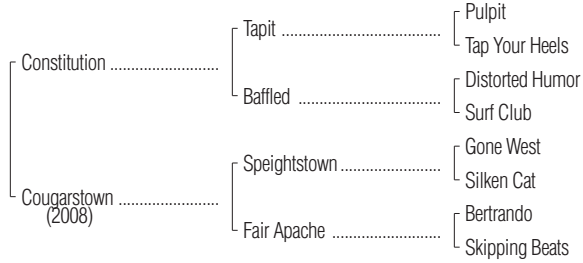 Pulpit
Tapit ................................
Tap Your Heels
Constitution .....................
Distorted Humor
Baffled ............................
Surf Club
Gone West
Speightstown ....................
Silken Cat
Cougarstown ...................
(2008)
Bertrando
Fair Apache .....................
Skipping Beats